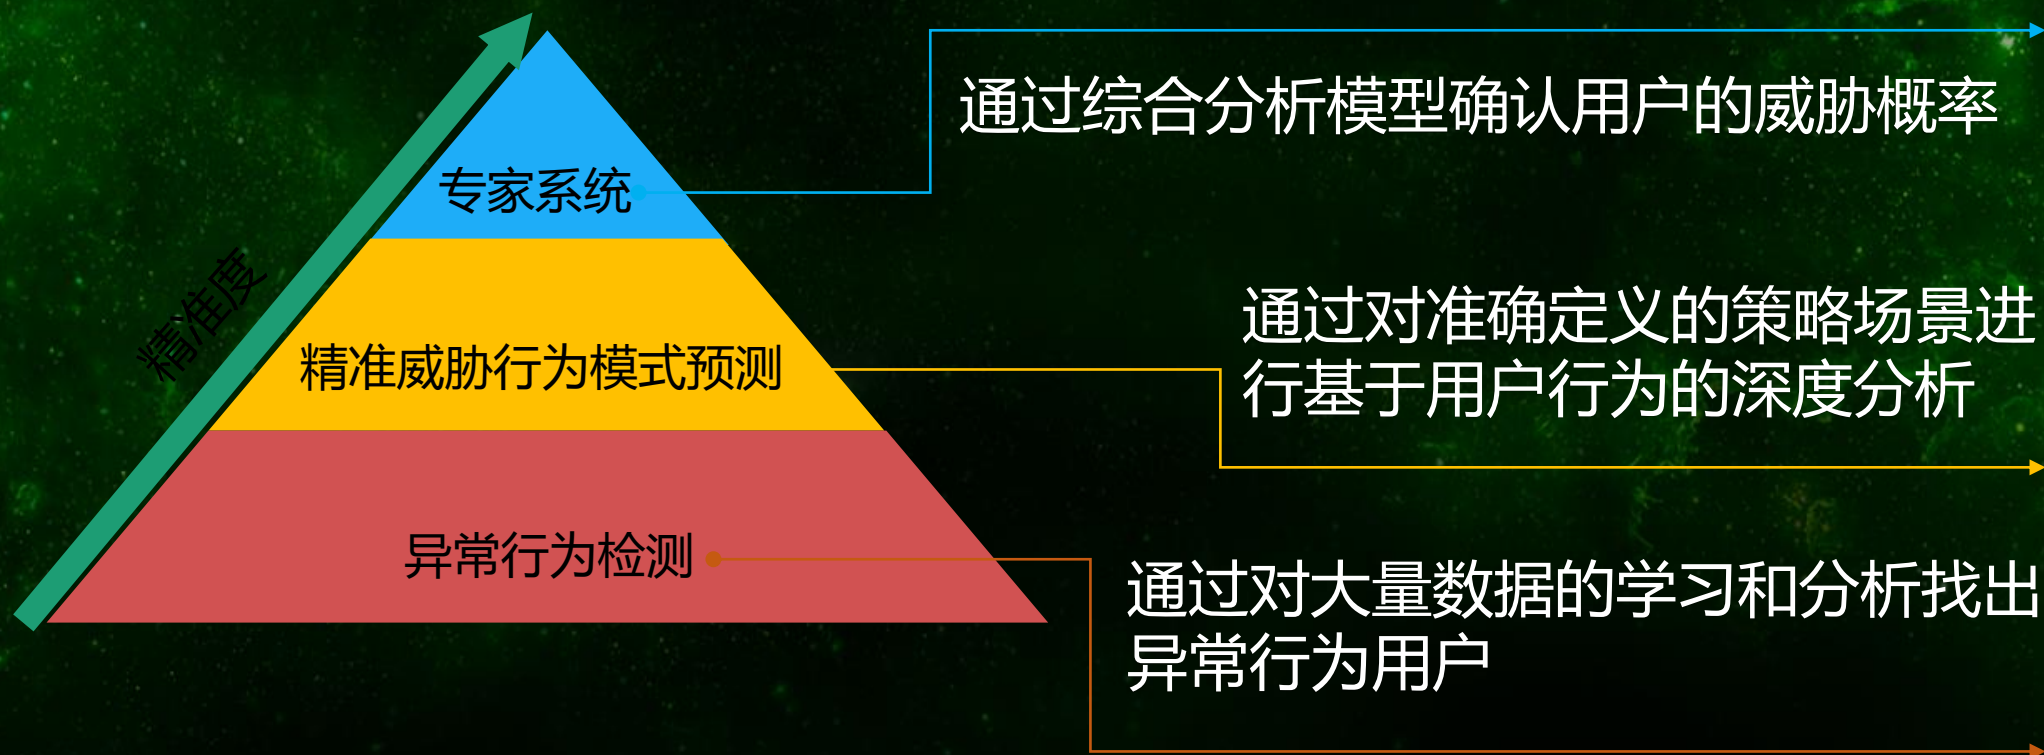 通过综合分析模型确认用户的威胁概率
专家系统
精准度
通过对准确定义的策略场景进
行基于用户行为的深度分析
精准威胁行为模式预测
异常行为检测
通过对大量数据的学习和分析找出
异常行为用户